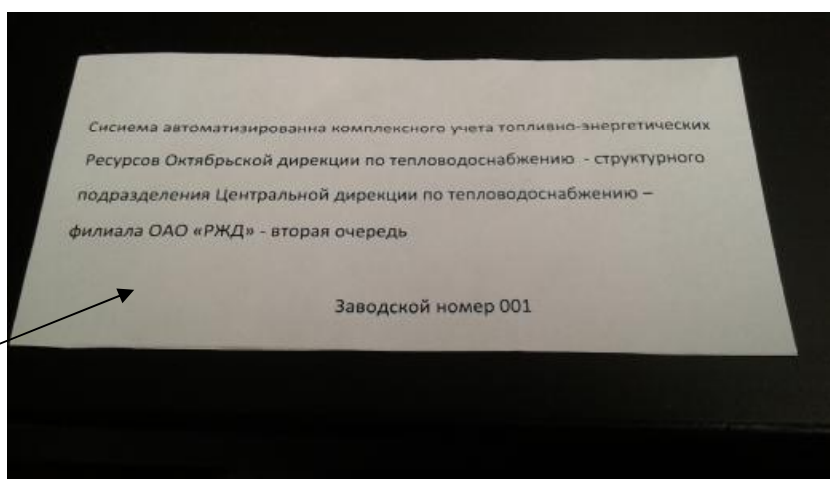 Сисиема автоматизированна комплексного учета топливно-энергетических
Ресурсов Октябрьской дирекции по тепловодоснабжению - структурного
подразделения Центральной дирекции по тепловодоснабжению –
филиала ОАО «РЖД» - вторая очередь
Заводской номер 001